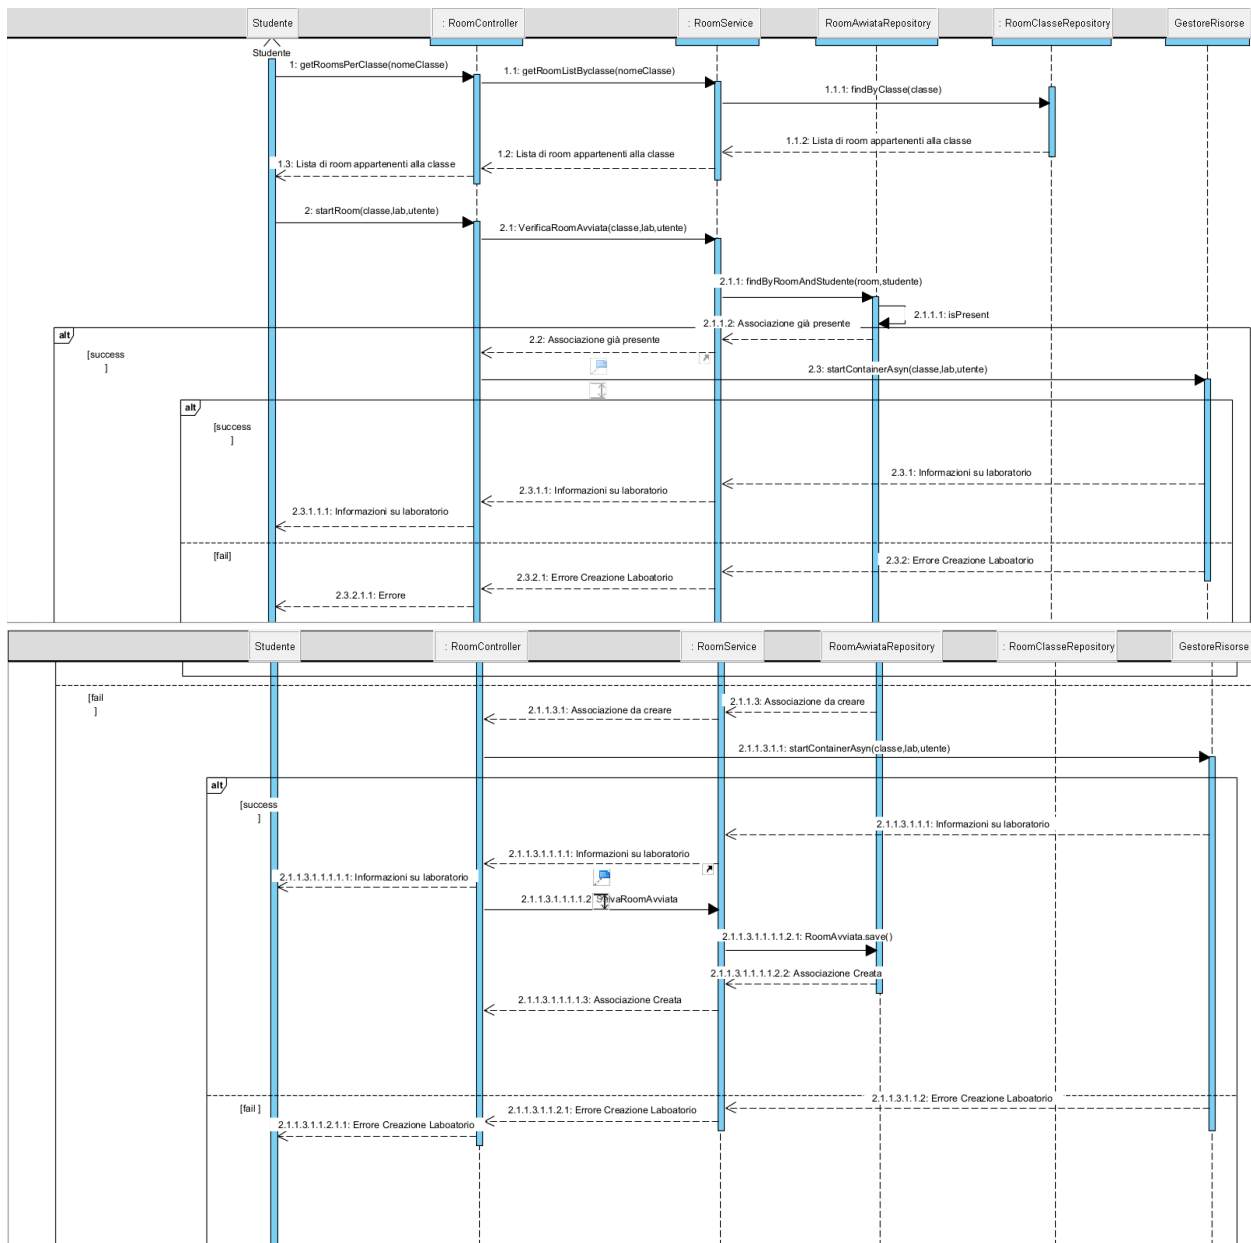 Studente
: RoomController
: RoomService
RoomAvviataRepository
: RoomClasseRepository
GestoreRisorse
Studente
1: getRoomsPerClasse(nomeClasse)
1.1: getRoomListByclasse(nomeClasse)
1.1.1: findByClasse(classe)
1.1.2: Lista di room appartenenti alla classe
1.2: Lista di room appartenenti alla classe
1.3: Lista di room appartenenti alla classe
2: startRoom(classe,lab,utente)
2.1: VerificaRoomAvviata(classe,lab,utente)
2.1.1: findByRoomAndStudente(room,studente)
2.1.1.1: isPresent
2.1.1.2: Associazione già presente
alt
[success
]
2.2: Associazione già presente
2.3: startContainerAsyn(classe,lab,utente)
alt
[success
]
2.3.1: Informazioni su laboratorio
2.3.1.1: Informazioni su laboratorio
2.3.1.1.1: Informazioni su laboratorio
[fail]
2.3.2: Errore Creazione Laboatorio
2.3.2.1: Errore Creazione Laboatorio
2.3.2.1.1: Errore
Studente
: RoomController
: RoomService
RoomAvviataRepository
: RoomClasseRepository
GestoreRisorse
[fail
]
2.1.1.3: Associazione da creare
2.1.1.3.1: Associazione da creare
2.1.1.3.1.1: startContainerAsyn(classe,lab,utente)
alt
[success
]
2.1.1.3.1.1.1: Informazioni su laboratorio
2.1.1.3.1.1.1.1: Informazioni su laboratorio
2.1.1.3.1.1.1.1.1: Informazioni su laboratorio
2.1.1.3.1.1.1.1.2: SalvaRoomAvviata
2.1.1.3.1.1.1.1.2.1: RoomAvviata.save()
2.1.1.3.1.1.1.1.2.2: Associazione Creata
2.1.1.3.1.1.1.1.3: Associazione Creata
[fail ]
2.1.1.3.1.1.2: Errore Creazione Laboatorio
2.1.1.3.1.1.2.1: Errore Creazione Laboatorio
2.1.1.3.1.1.2.1.1: Errore Creazione Laboatorio